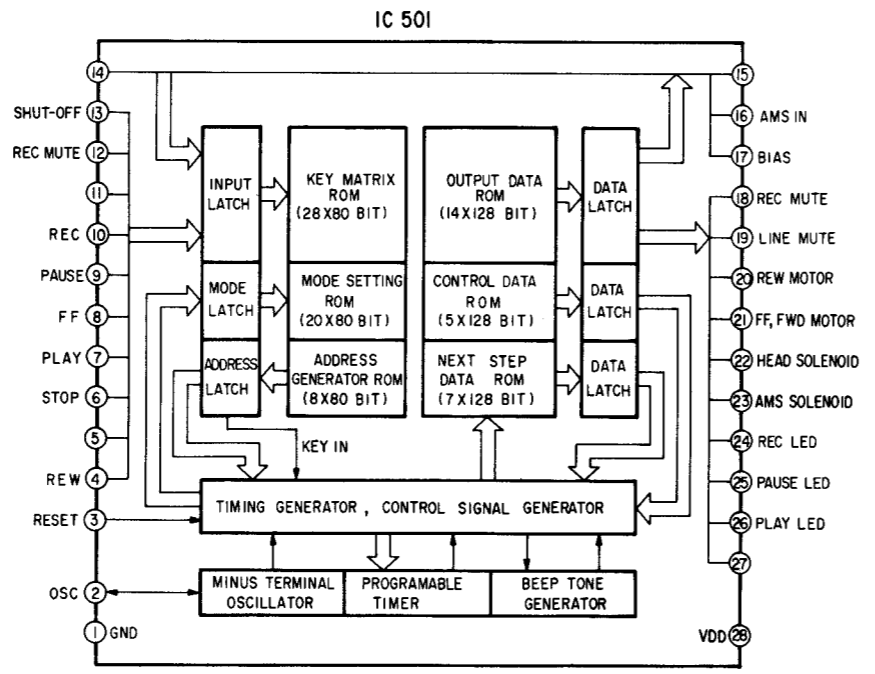 IC 501
14
SHUT-OFF 13
REC MUTE 12
11
REC 10
PAUSE 9
FF 8
PLAY 7
STOP 6
5
REW 4
RESET 3
OSC 2
1 GND
INPUT
LATCH
KEY MATRIX
ROM
(28X80 BIT)
MODE
LATCH
MODE SETTING
ROM
(20X80 BIT)
ADDRESS
LATCH
ADDRESS
GENERATOR ROM
(8X80 BIT)
OUTPUT DATA
ROM
(14X128 BIT)
DATA
LATCH
CONTROL DATA
ROM
(5X128 BIT)
DATA
LATCH
NEXT STEP
DATA ROM
(7X128 BIT)
DATA
LATCH
KEY IN
TIMING GENERATOR , CONTROL SIGNAL GENERATOR
MINUS TERMINAL
OSCILLATOR
PROGRAMABLE
TIMER
BEEP TONE
GENERATOR
15
16 AMS IN
17 BIAS
18 REC MUTE
19 LINE MUTE
20 REW MOTOR
21 FF, FWD MOTOR
22 HEAD SOLENOID
23 AMS SOLENOID
24 REC LED
25 PAUSE LED
26 PLAY LED
27
VDD 28